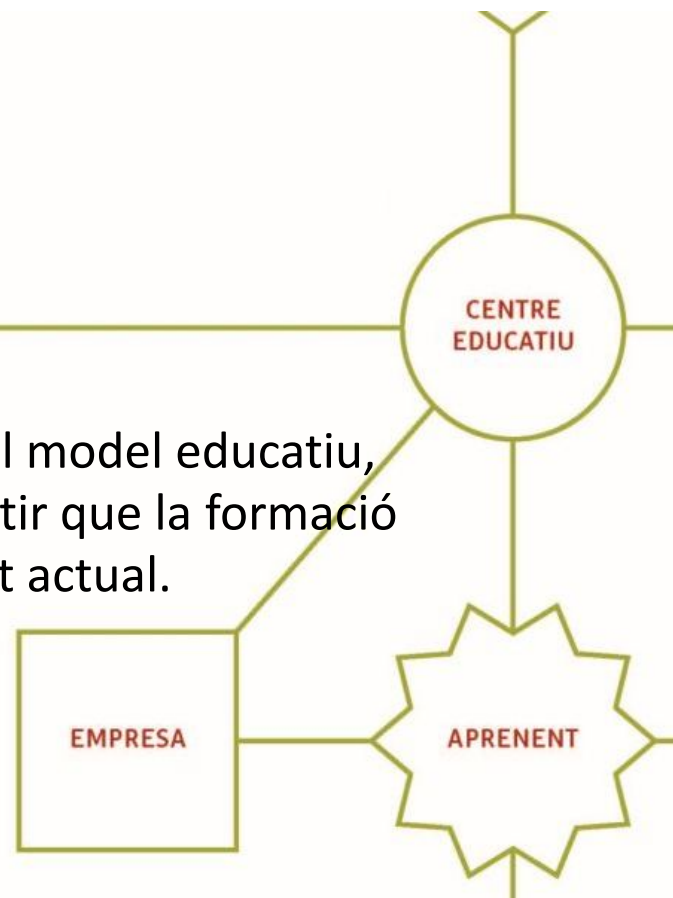 CENTRE
EDUCATIU
l model educatiu,
tir que la formació
t actual.
EMPRESA
APRENENT